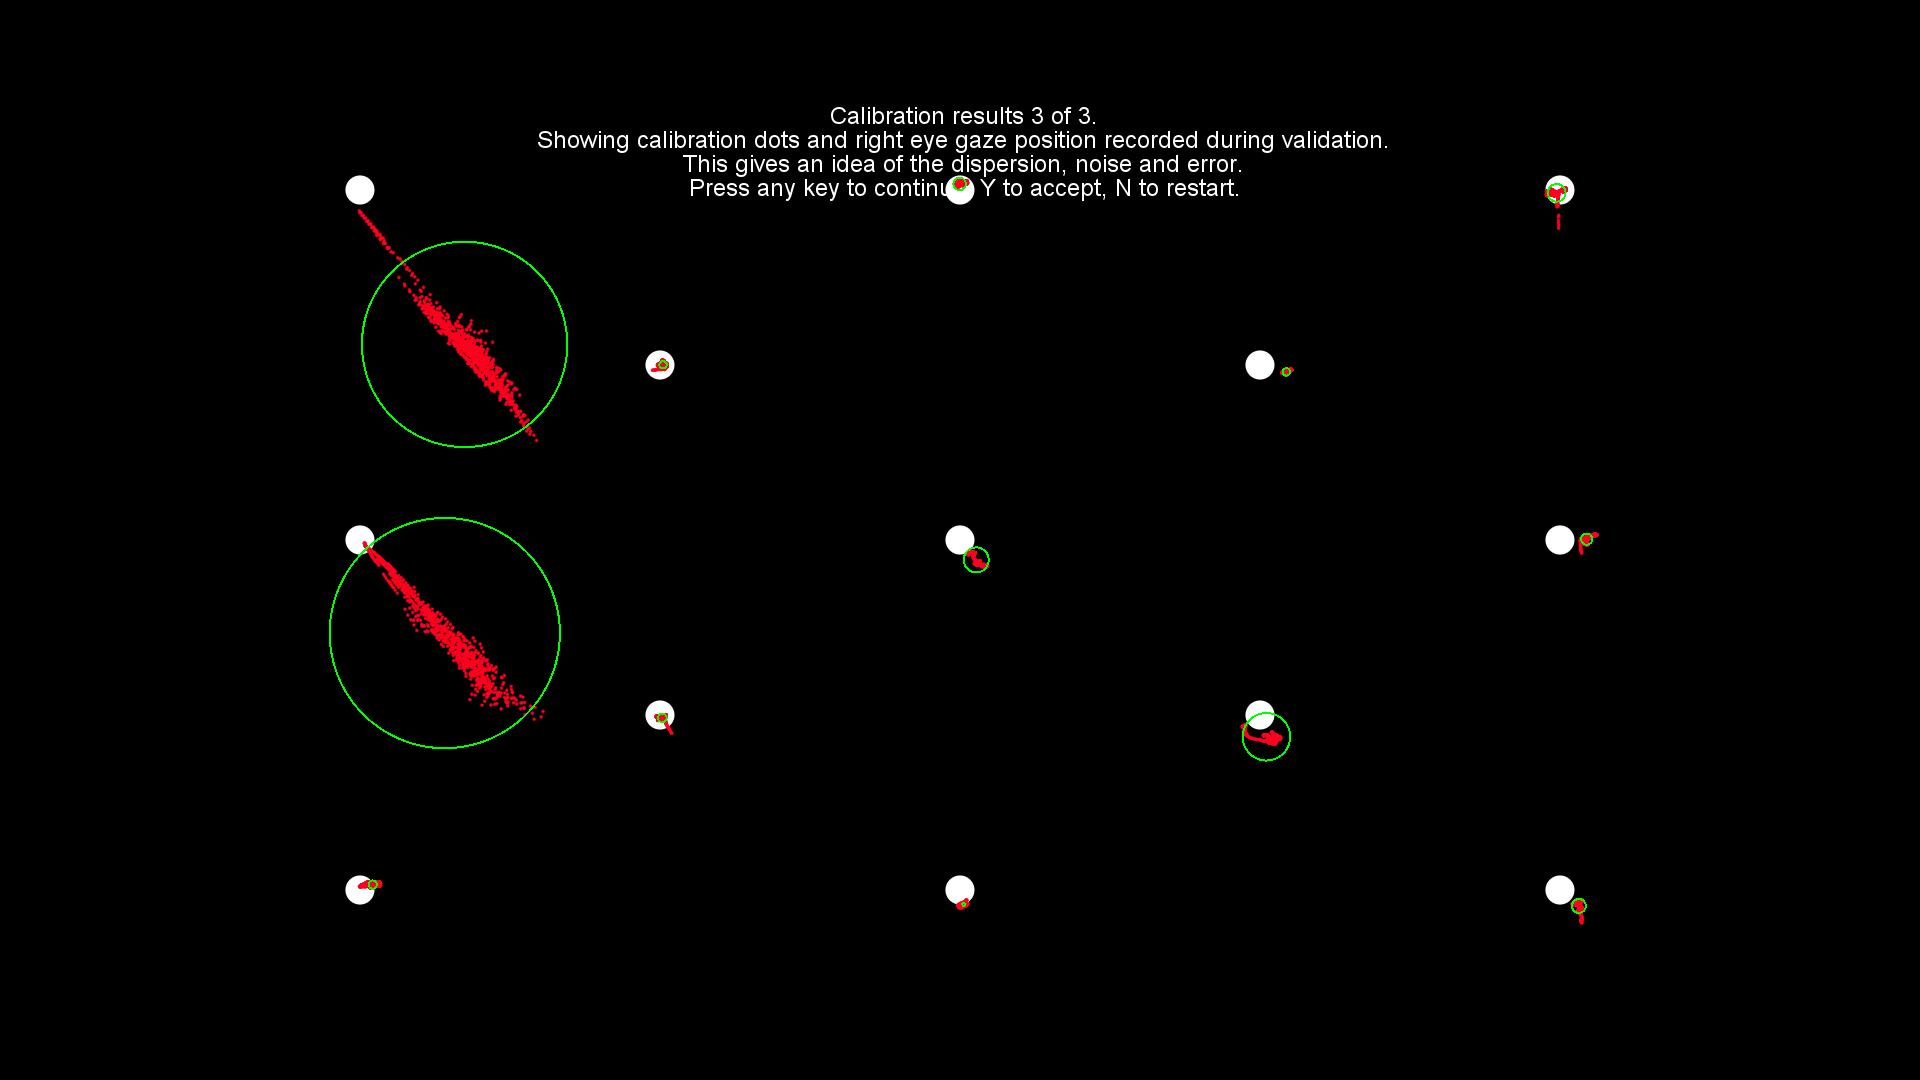 Calibration results 3 of 3.
Showing calibration dots and right eye gaze position recorded during validation.
This gives an idea of the dispersion, noise and error.
Press any key to continu Y to accept, N to restart.